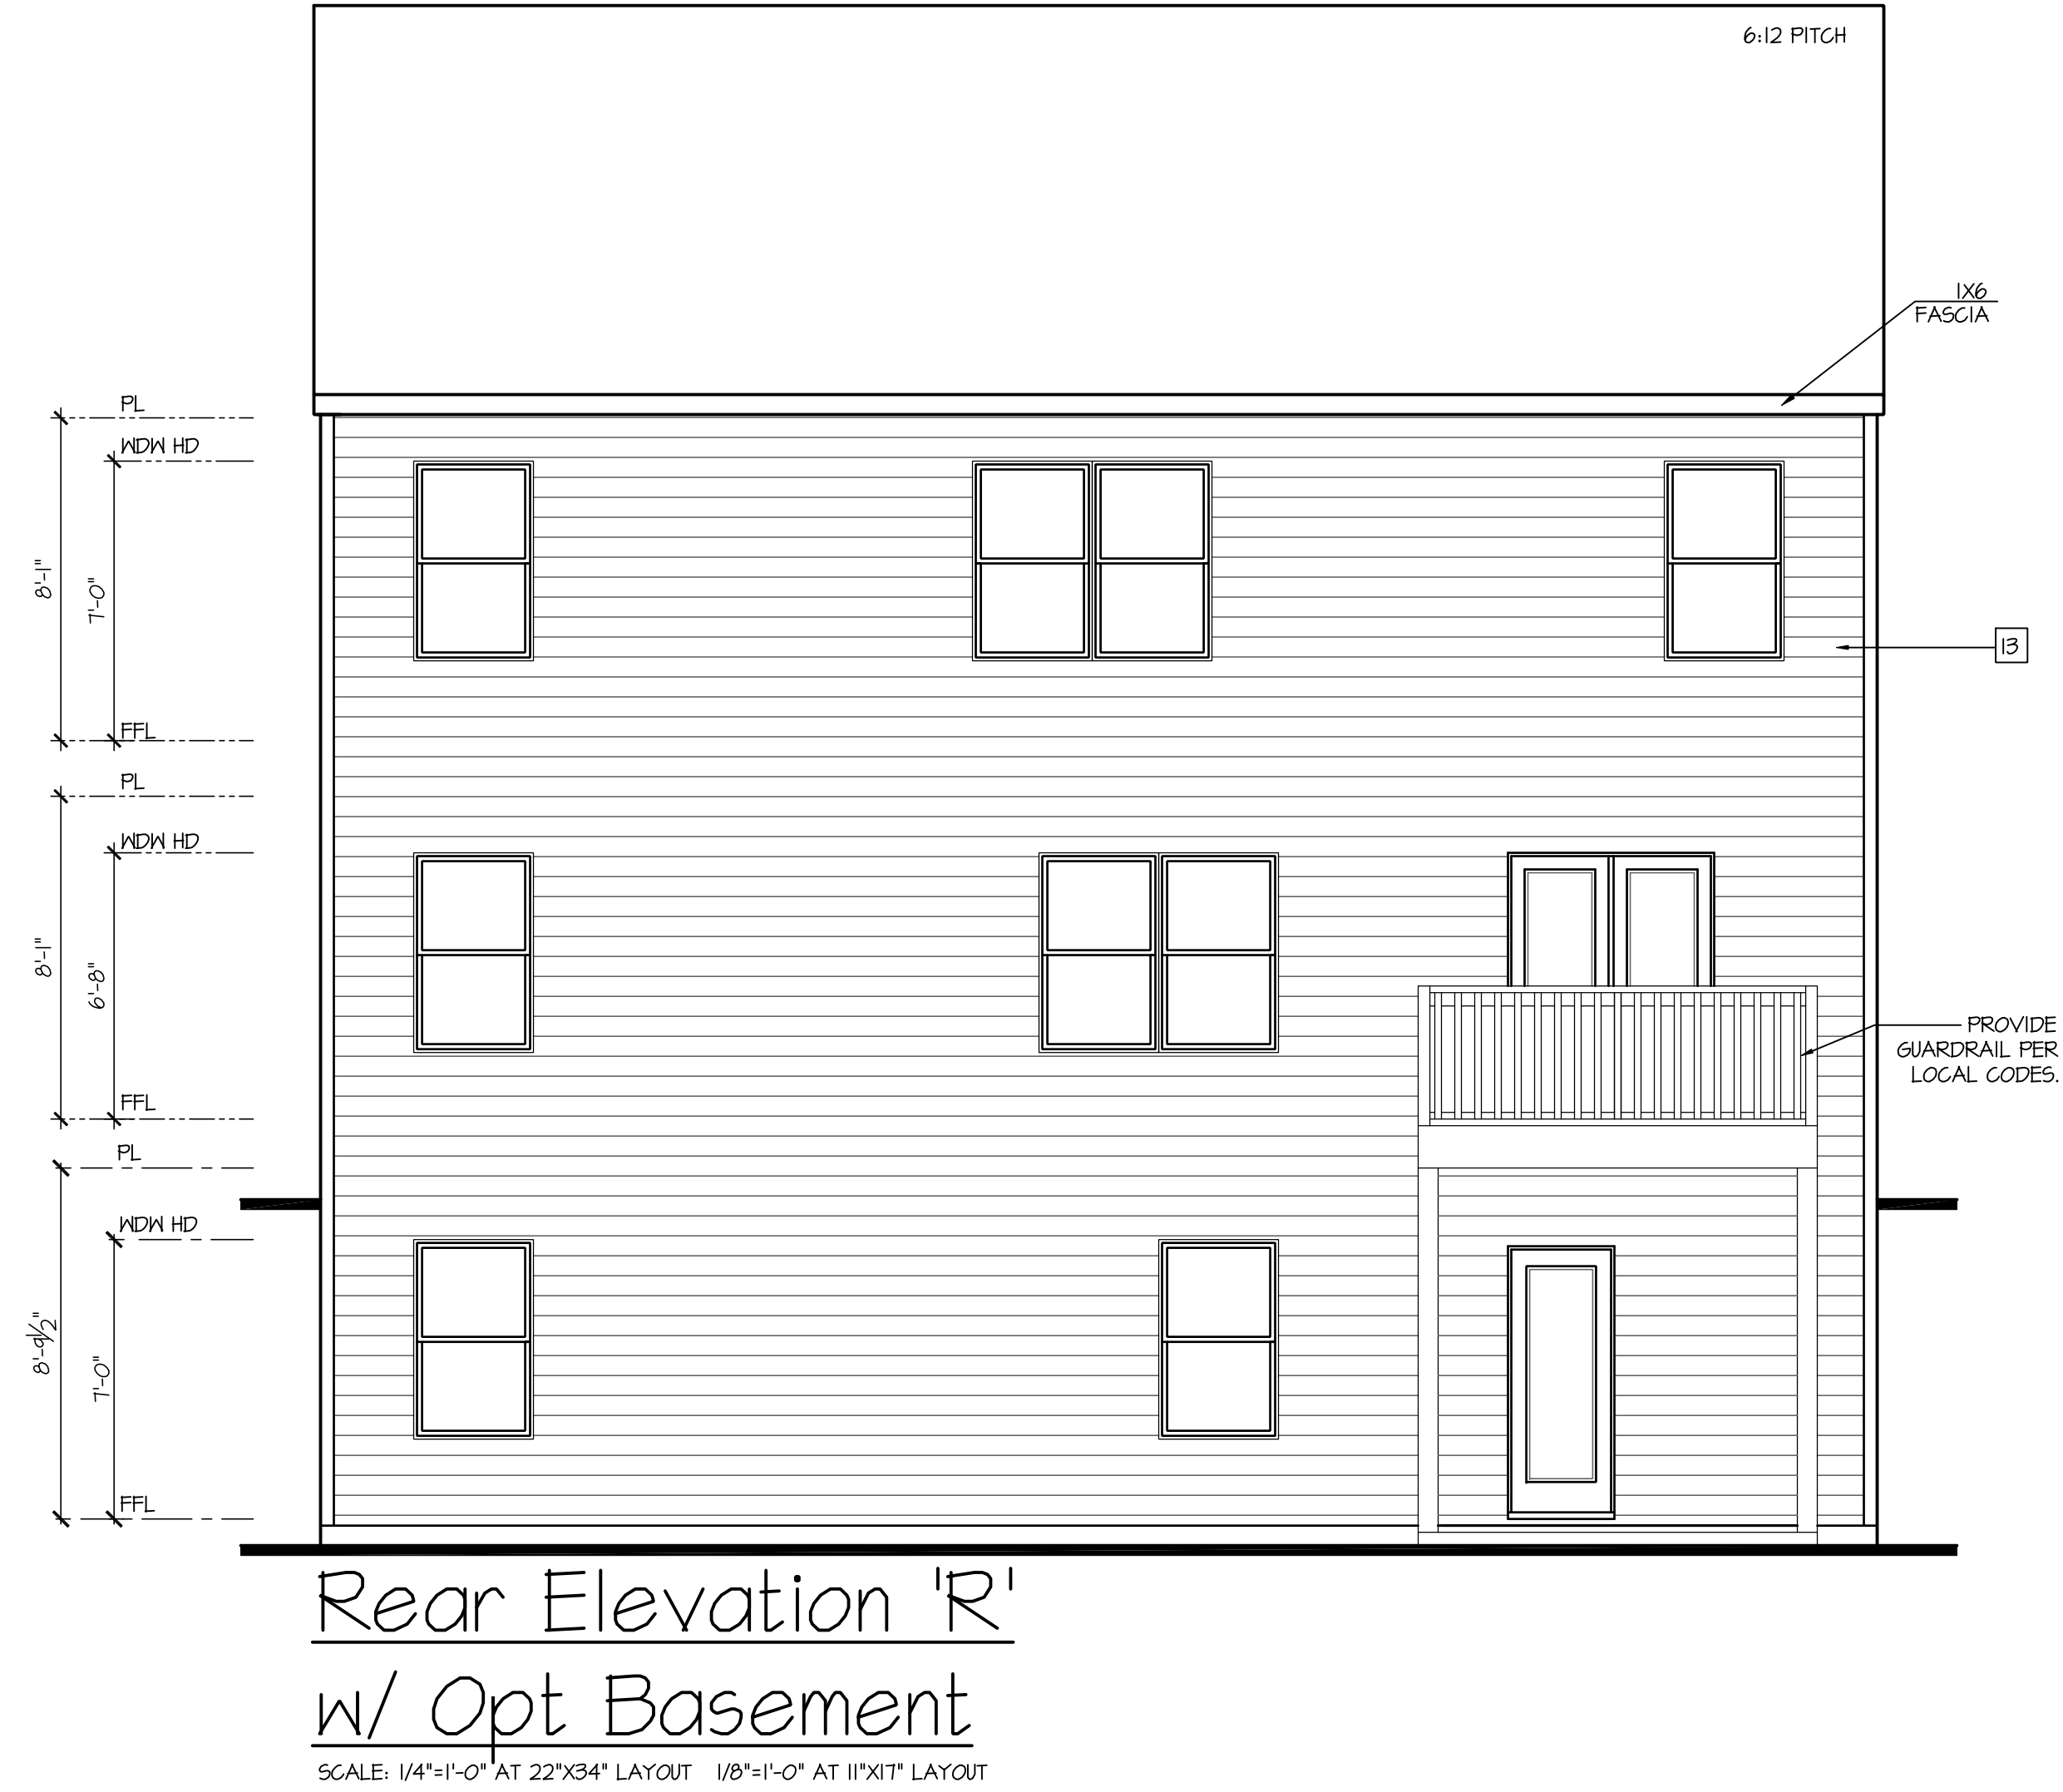 6:12 PITCH
1X6
FASCIA
PL
WDW HD
8'-1"
7'-0"
13
FFL
PL
WDW HD
8'-1"
6'-8"
PROVIDE
GUARDRAIL PER
LOCAL CODES.
FFL
PL
WDW HD
8'-9½"
7'-0"
FFL
Rear Elevation 'R'
w/ Opt Basement
SCALE: 1/4"=1'-0" AT 22"X34" LAYOUT 1/8"=1'-0" AT 11"X17" LAYOUT